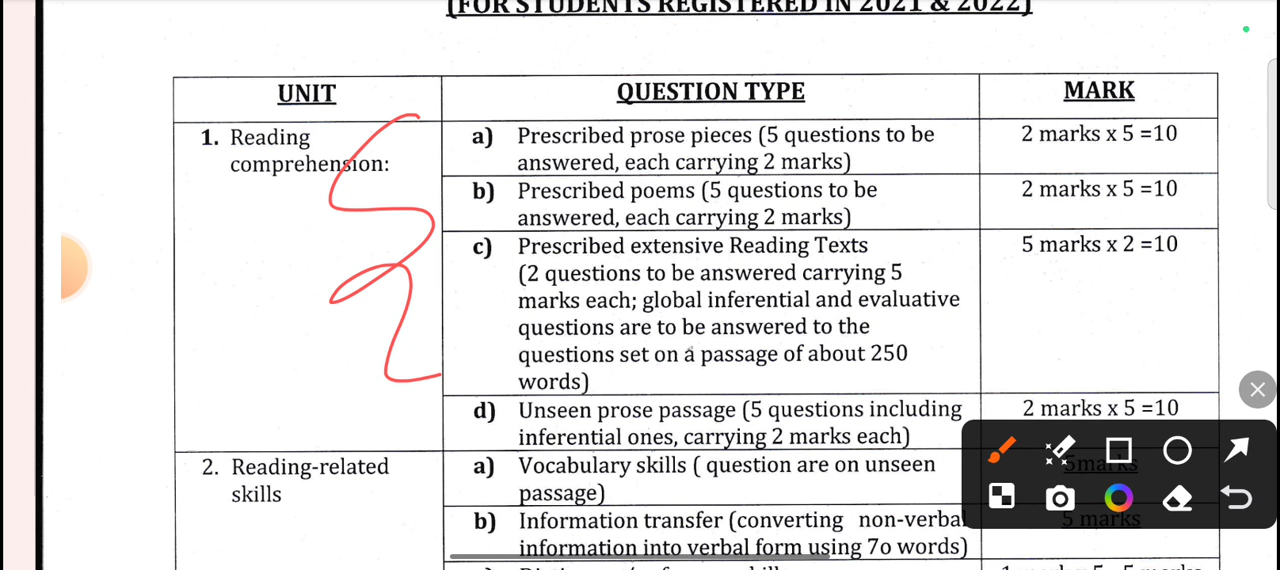 (FOR STUDENTS REGISTERED IN 2021 & 2022)
UNIT
QUESTION TYPE
MARK
1. Reading
comprehension:
a) Prescribed prose pieces (5 questions to be
answered, each carrying 2 marks)
2 marks x 5 =10
b) Prescribed poems (5 questions to be
answered, each carrying 2 marks)
2 marks x 5 =10
c) Prescribed extensive Reading Texts
(2 questions to be answered carrying 5
marks each; global inferential and evaluative
questions are to be answered to the
questions set on a passage of about 250
words)
5 marks x 2 =10
d) Unseen prose passage (5 questions including
inferential ones, carrying 2 marks each)
2 marks x 5 =10
2. Reading-related
skills
a) Vocabulary skills ( question are on unseen
passage)
5marks
b) Information transfer (converting non-verbal
information into verbal form using 7o words)
5 marks